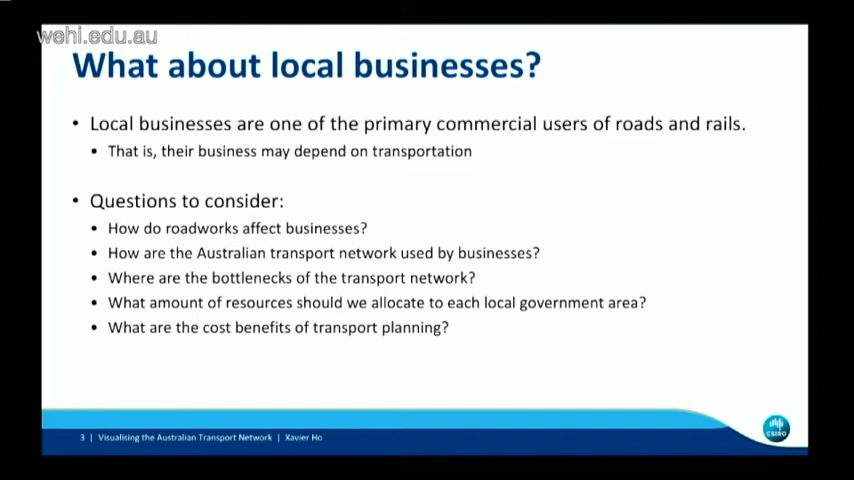 wehi.edu.au
What about local businesses?
• Local businesses are one of the primary commercial users of roads and rails.
• That is, their business may depend on transportation
• Questions to consider:
• How do roadworks affect businesses?
• How are the Australian transport network used by businesses?
• Where are the bottlenecks of the transport network?
• What amount of resources should we allocate to each local government area?
• What are the cost benefits of transport planning?
3 | Visualising the Australian Transport Network | Xavier Ho
CSIRO